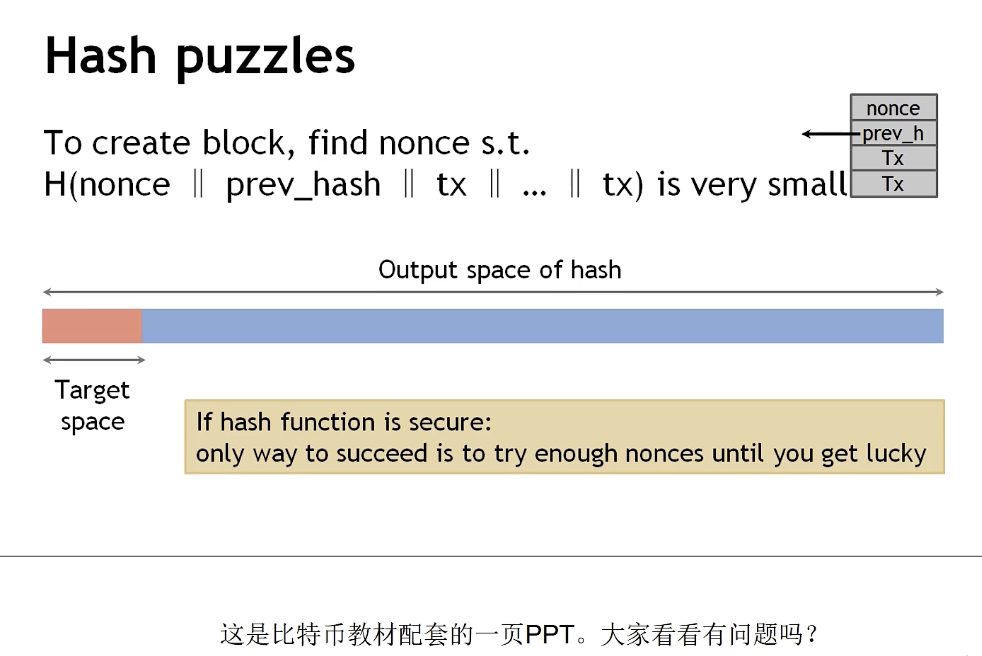 Hash puzzles
To create block, find nonce s.t.
H(nonce ‖ prev_hash ‖ tx ‖ … ‖ tx) is very small
nonce
prev_h
Tx
Tx
Output space of hash
Target
space
If hash function is secure:
only way to succeed is to try enough nonces until you get lucky
这是比特币教材配套的一页PPT。大家看看有问题吗？